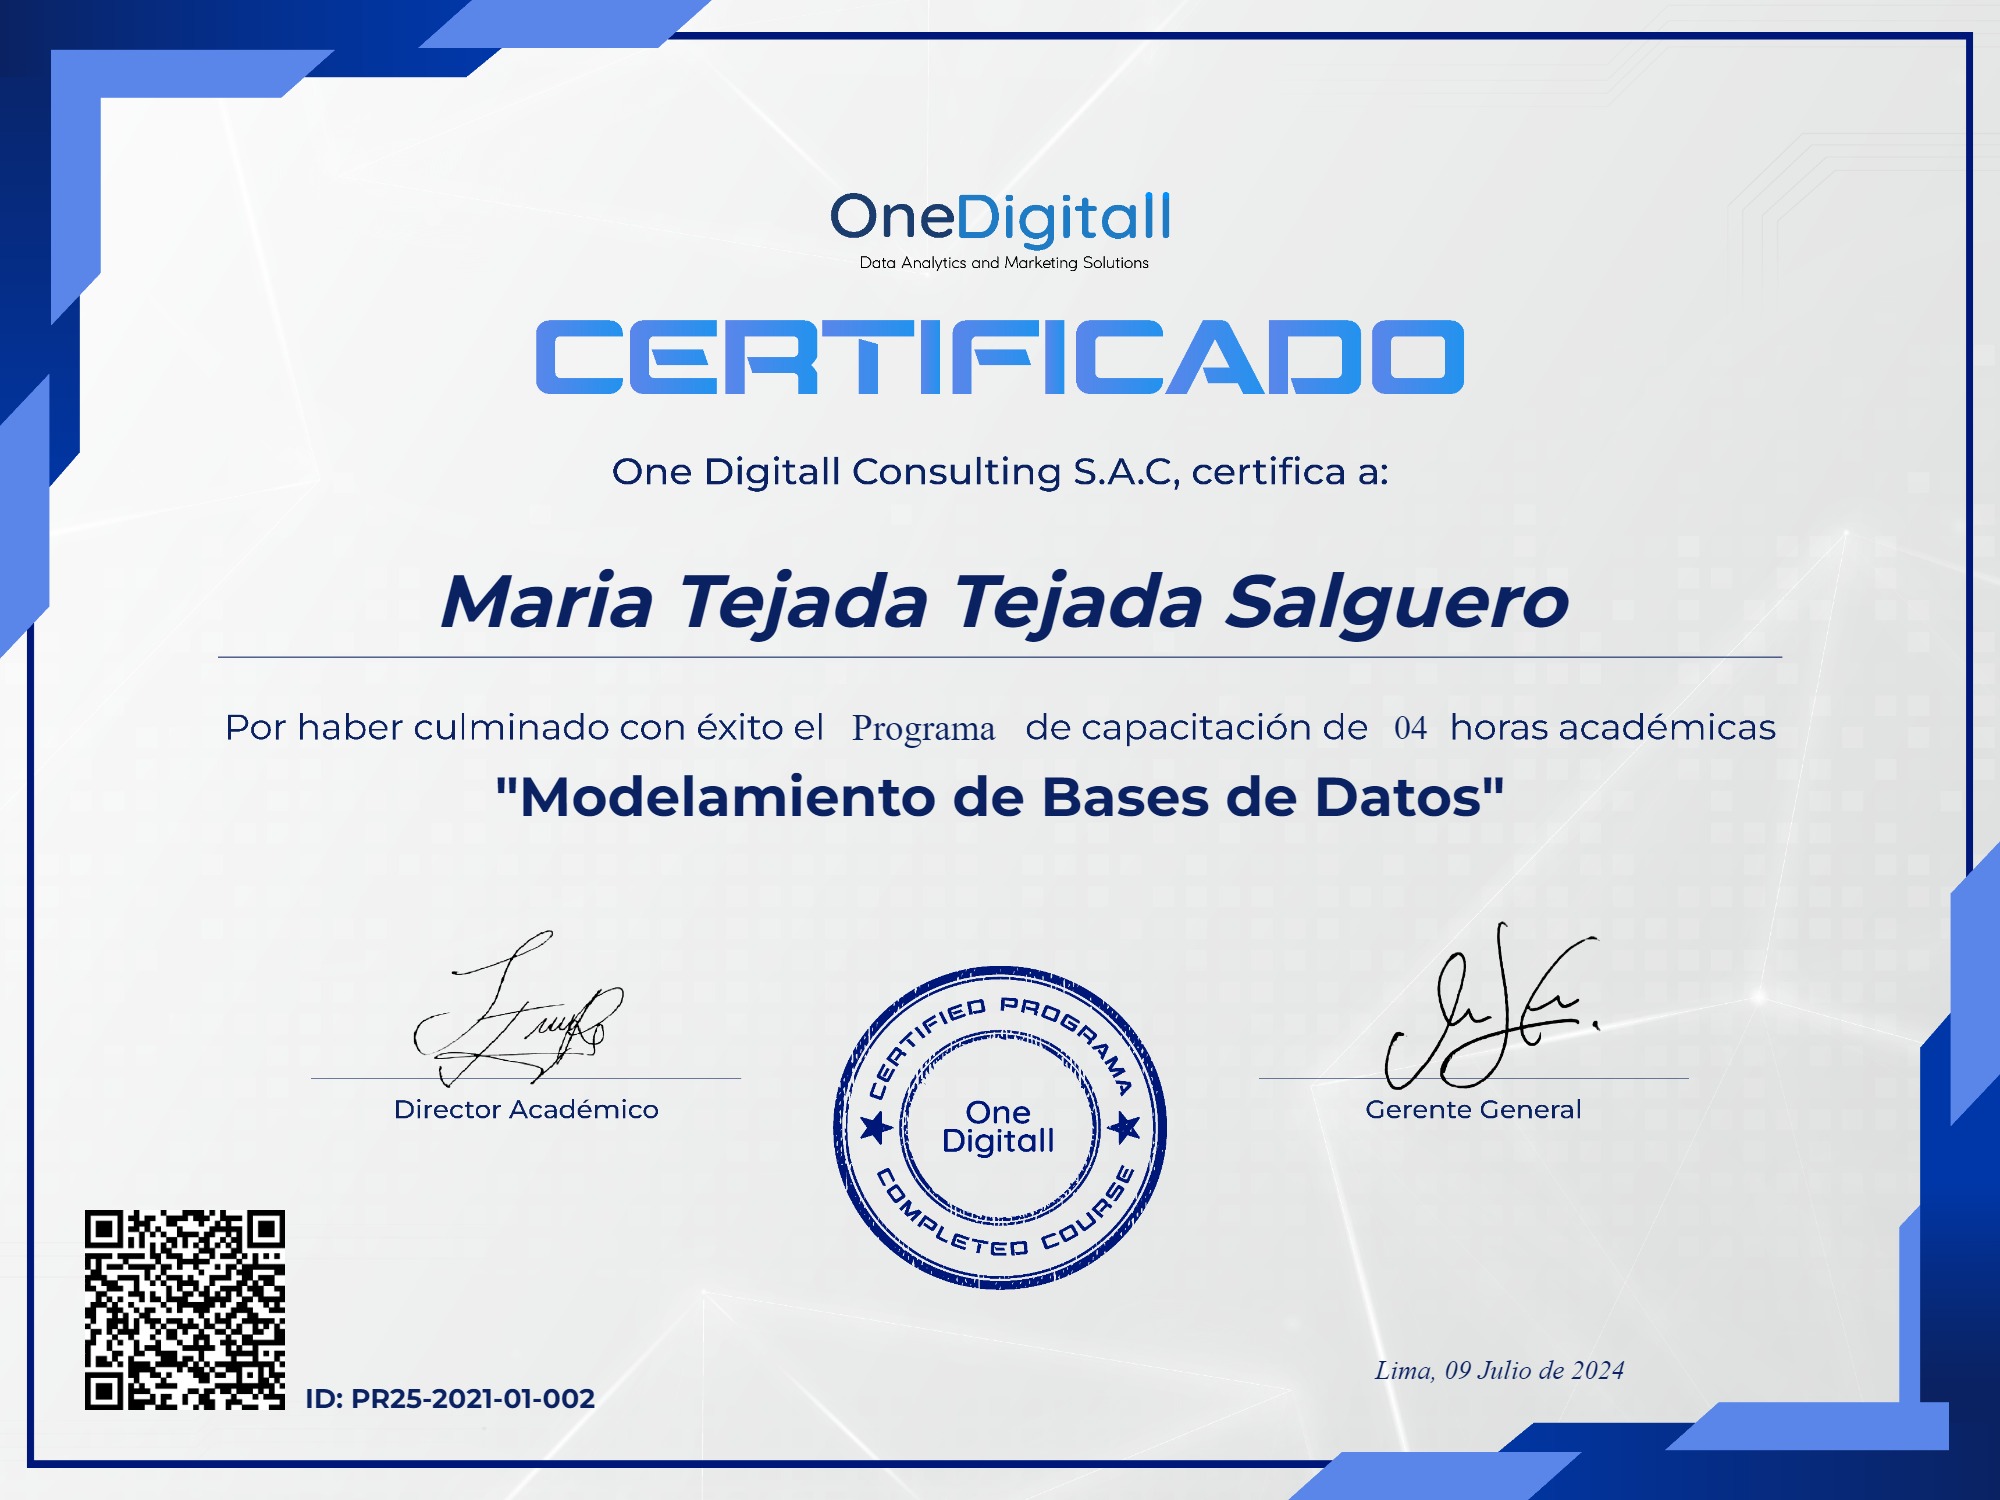 OneDigitall
Data Analytics and Marketing Solutions
CERTIFICADO
One Digitall Consulting S.A.C, certifica a:
Maria Tejada Tejada Salguero
Por haber culminado con éxito el Programa de capacitación de 04 horas académicas
"Modelamiento de Bases de Datos"
Director Académico
CERTIFIED PROGRAMA
One
Digitall
COMPLETED COURSE
Gerente General
Lima, 09 Julio de 2024
ID: PR25-2021-01-002